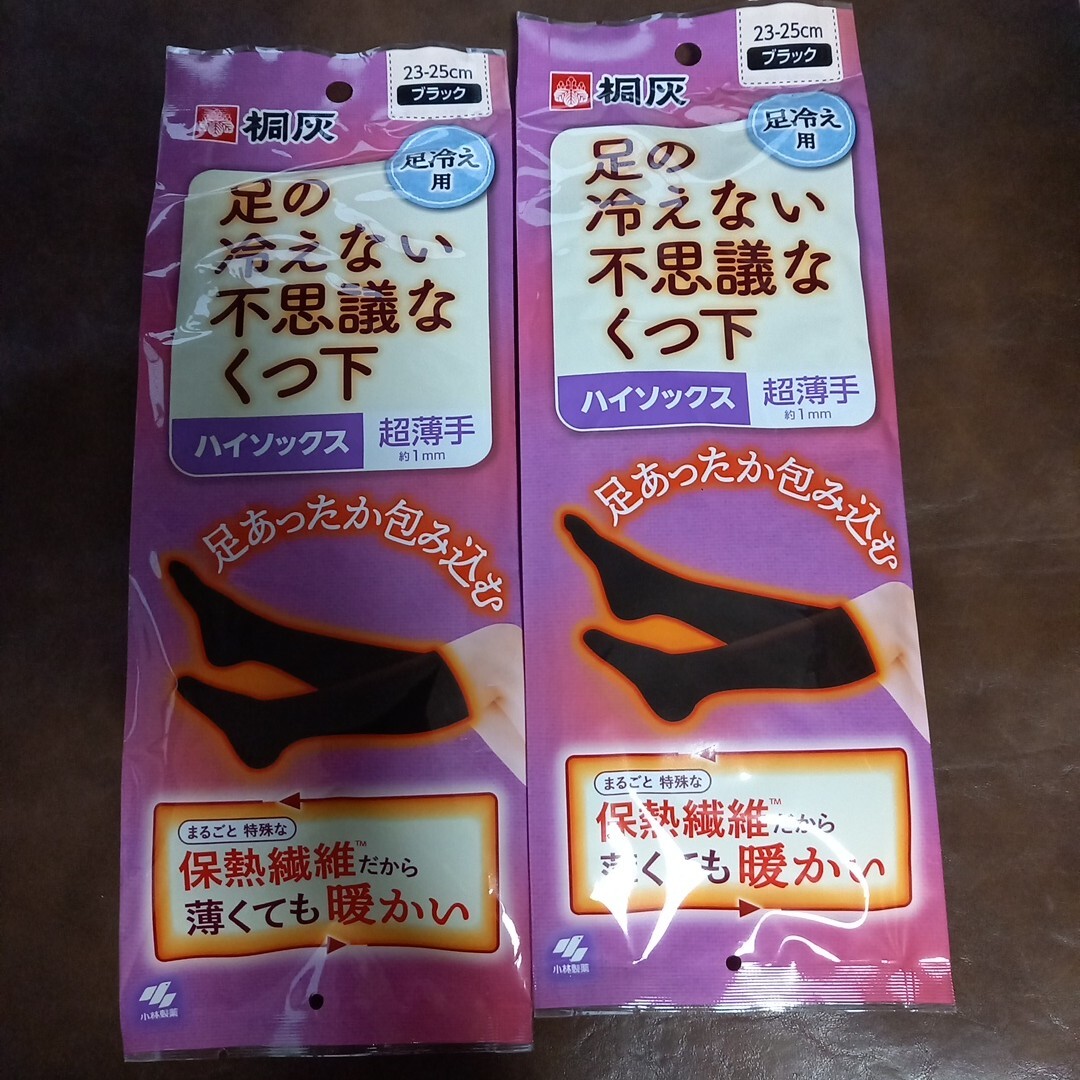 23-25cm
ブラック
桐灰
足冷え
用
足の
冷えない
不思議な
くつ下
ハイソックス
超薄手
約1mm
足あったか包み込む
まるごと 特殊な
保熱繊維™だから
薄くても暖かい
小林製薬
23-25cm
ブラック
桐灰
足冷え
用
足の
冷えない
不思議な
くつ下
ハイソックス
超薄手
約1mm
足あったか包み込む
まるごと 特殊な
保熱繊維™だから
薄くても暖かい
小林製薬